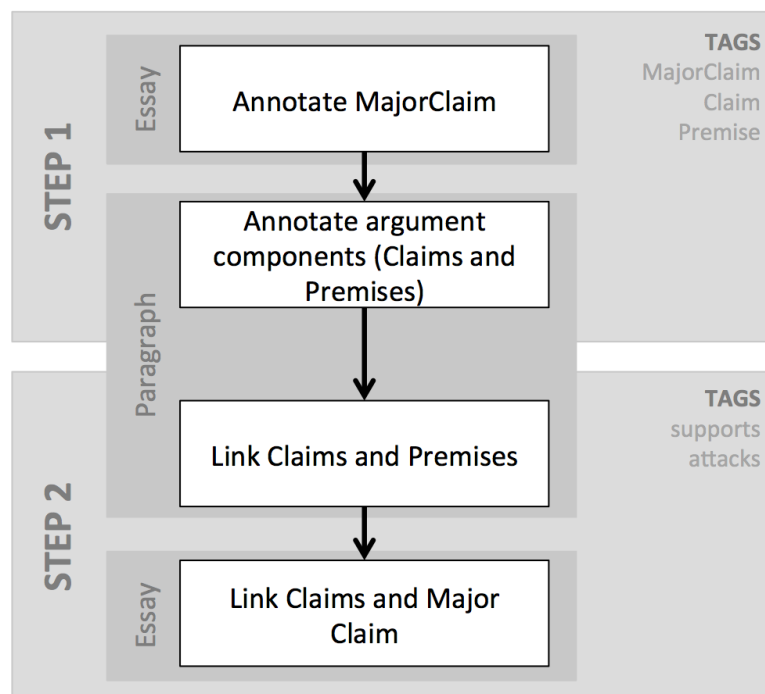 STEP 1
Essay
Annotate MajorClaim
TAGS
MajorClaim
Claim
Premise
Paragraph
Annotate argument
components (Claims and
Premises)
STEP 2
Link Claims and Premises
TAGS
supports
attacks
Essay
Link Claims and Major
Claim